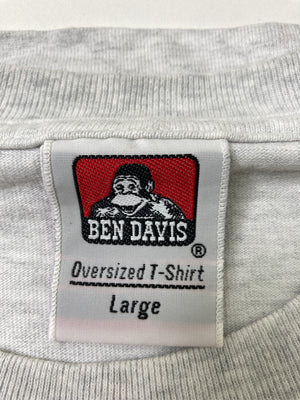 BEN DAVIS
®
Oversized T-Shirt
Large